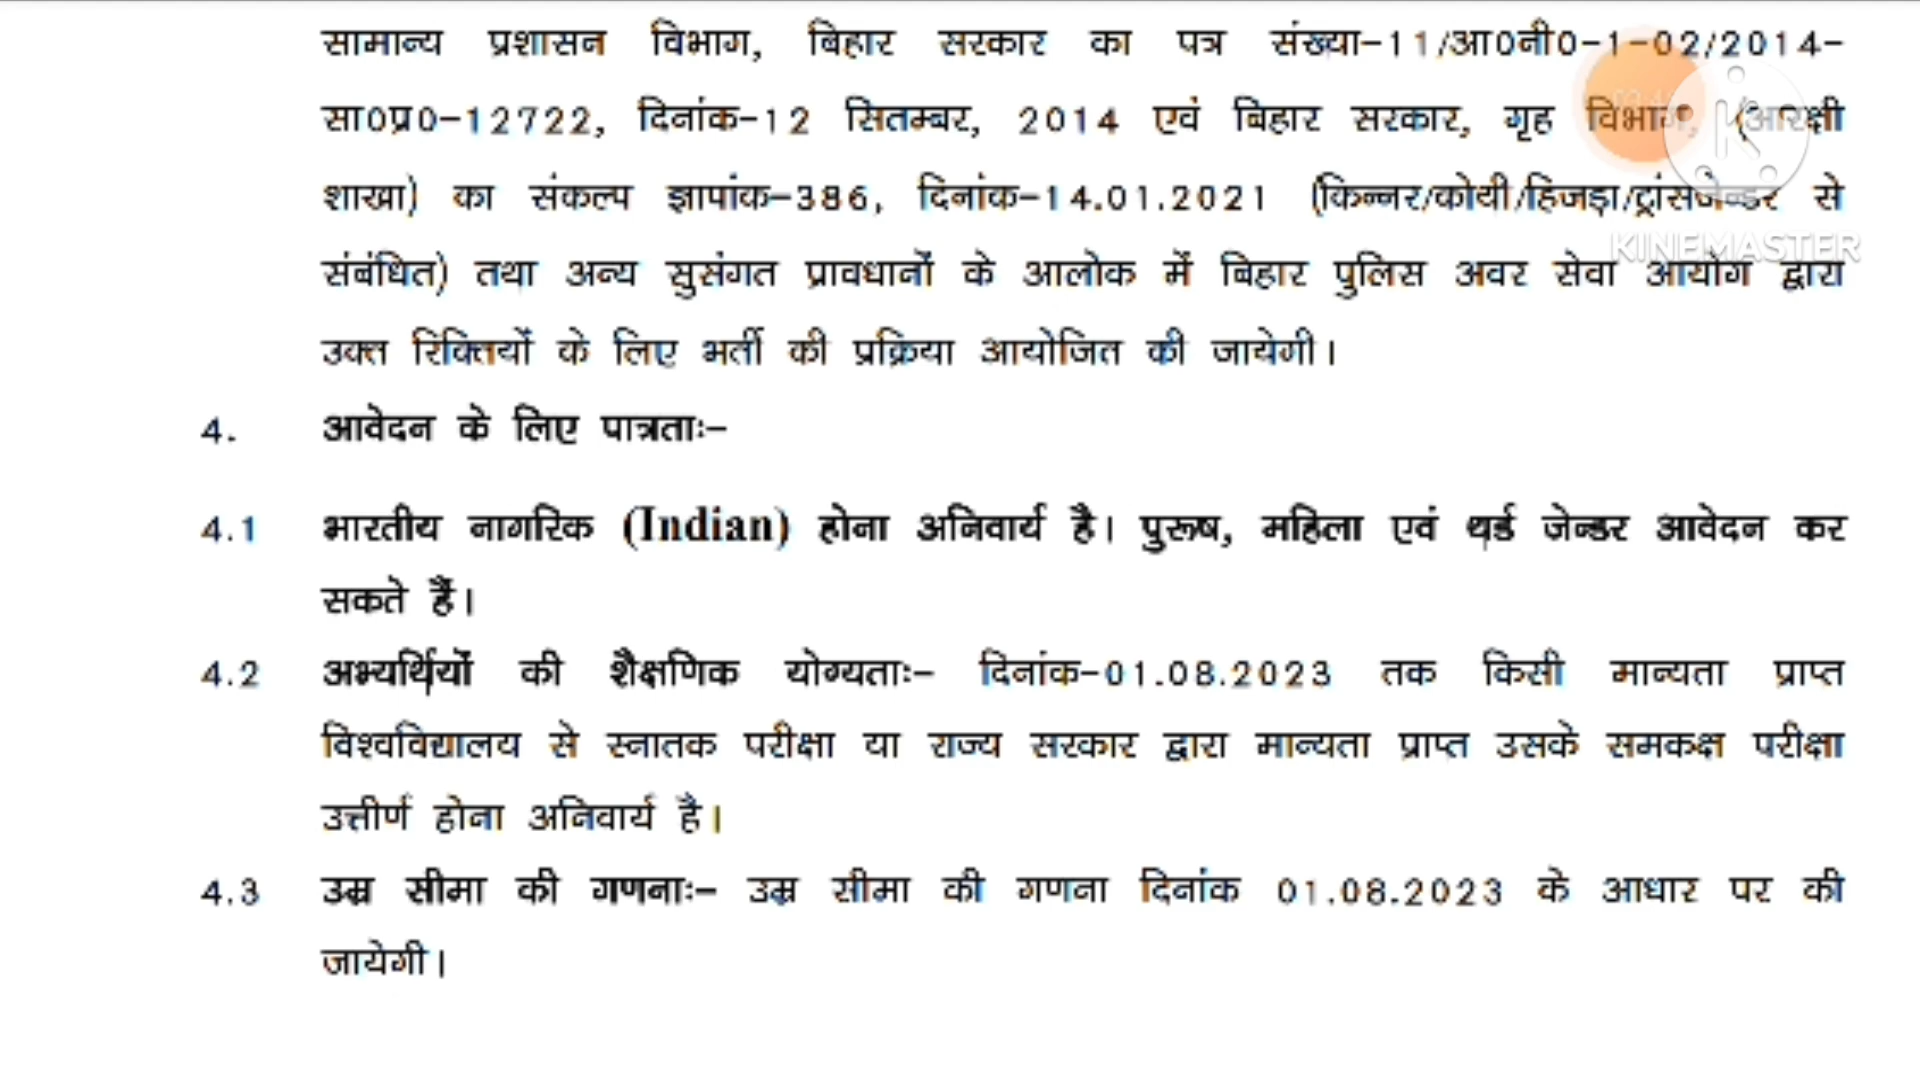 सामान्य प्रशासन विभाग, बिहार सरकार का पत्र संख्या-11/आ0नी0-1-02/2014-
सा0प्र0-12722, दिनांक-12 सितम्बर, 2014 एवं बिहार सरकार, गृह विभाग, (आरक्षी
शाखा) का संकल्प ज्ञापांक-386, दिनांक-14.01.2021 (किन्नर/कोथी/हिजड़ा/ट्रांसजेन्डर से
संबंधित) तथा अन्य सुसंगत प्रावधानों के आलोक में बिहार पुलिस अवर सेवा आयोग द्वारा
उक्त रिक्तियों के लिए भर्ती की प्रक्रिया आयोजित की जायेगी।
4. आवेदन के लिए पात्रताः-
4.1 भारतीय नागरिक (Indian) होना अनिवार्य है। पुरूष, महिला एवं थर्ड जेन्डर आवेदन कर
सकते हैं।
4.2 अभ्यर्थियों की शैक्षणिक योग्यताः- दिनांक-01.08.2023 तक किसी मान्यता प्राप्त
विश्वविद्यालय से स्नातक परीक्षा या राज्य सरकार द्वारा मान्यता प्राप्त उसके समकक्ष परीक्षा
उत्तीर्ण होना अनिवार्य है।
4.3 उम्र सीमा की गणनाः- उम्र सीमा की गणना दिनांक 01.08.2023 के आधार पर की
जायेगी।
K
KINEMASTER